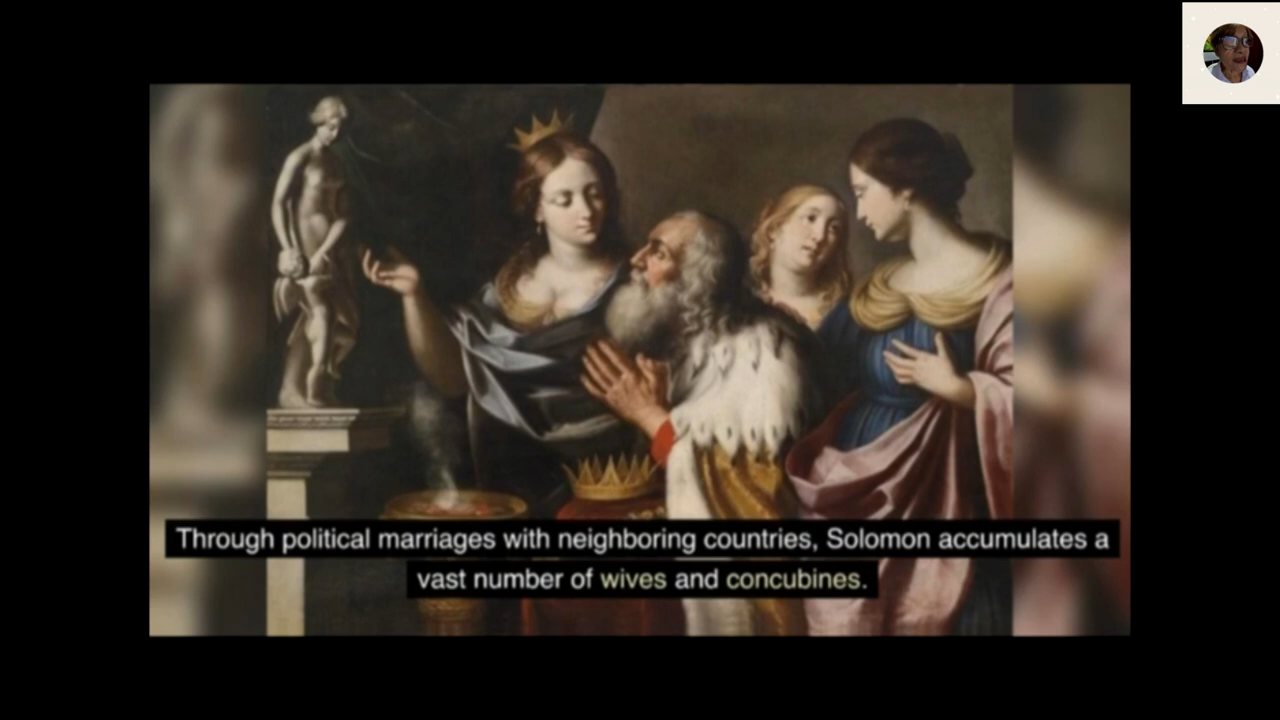 Through political marriages with neighboring countries, Solomon accumulates a
vast number of wives and concubines.